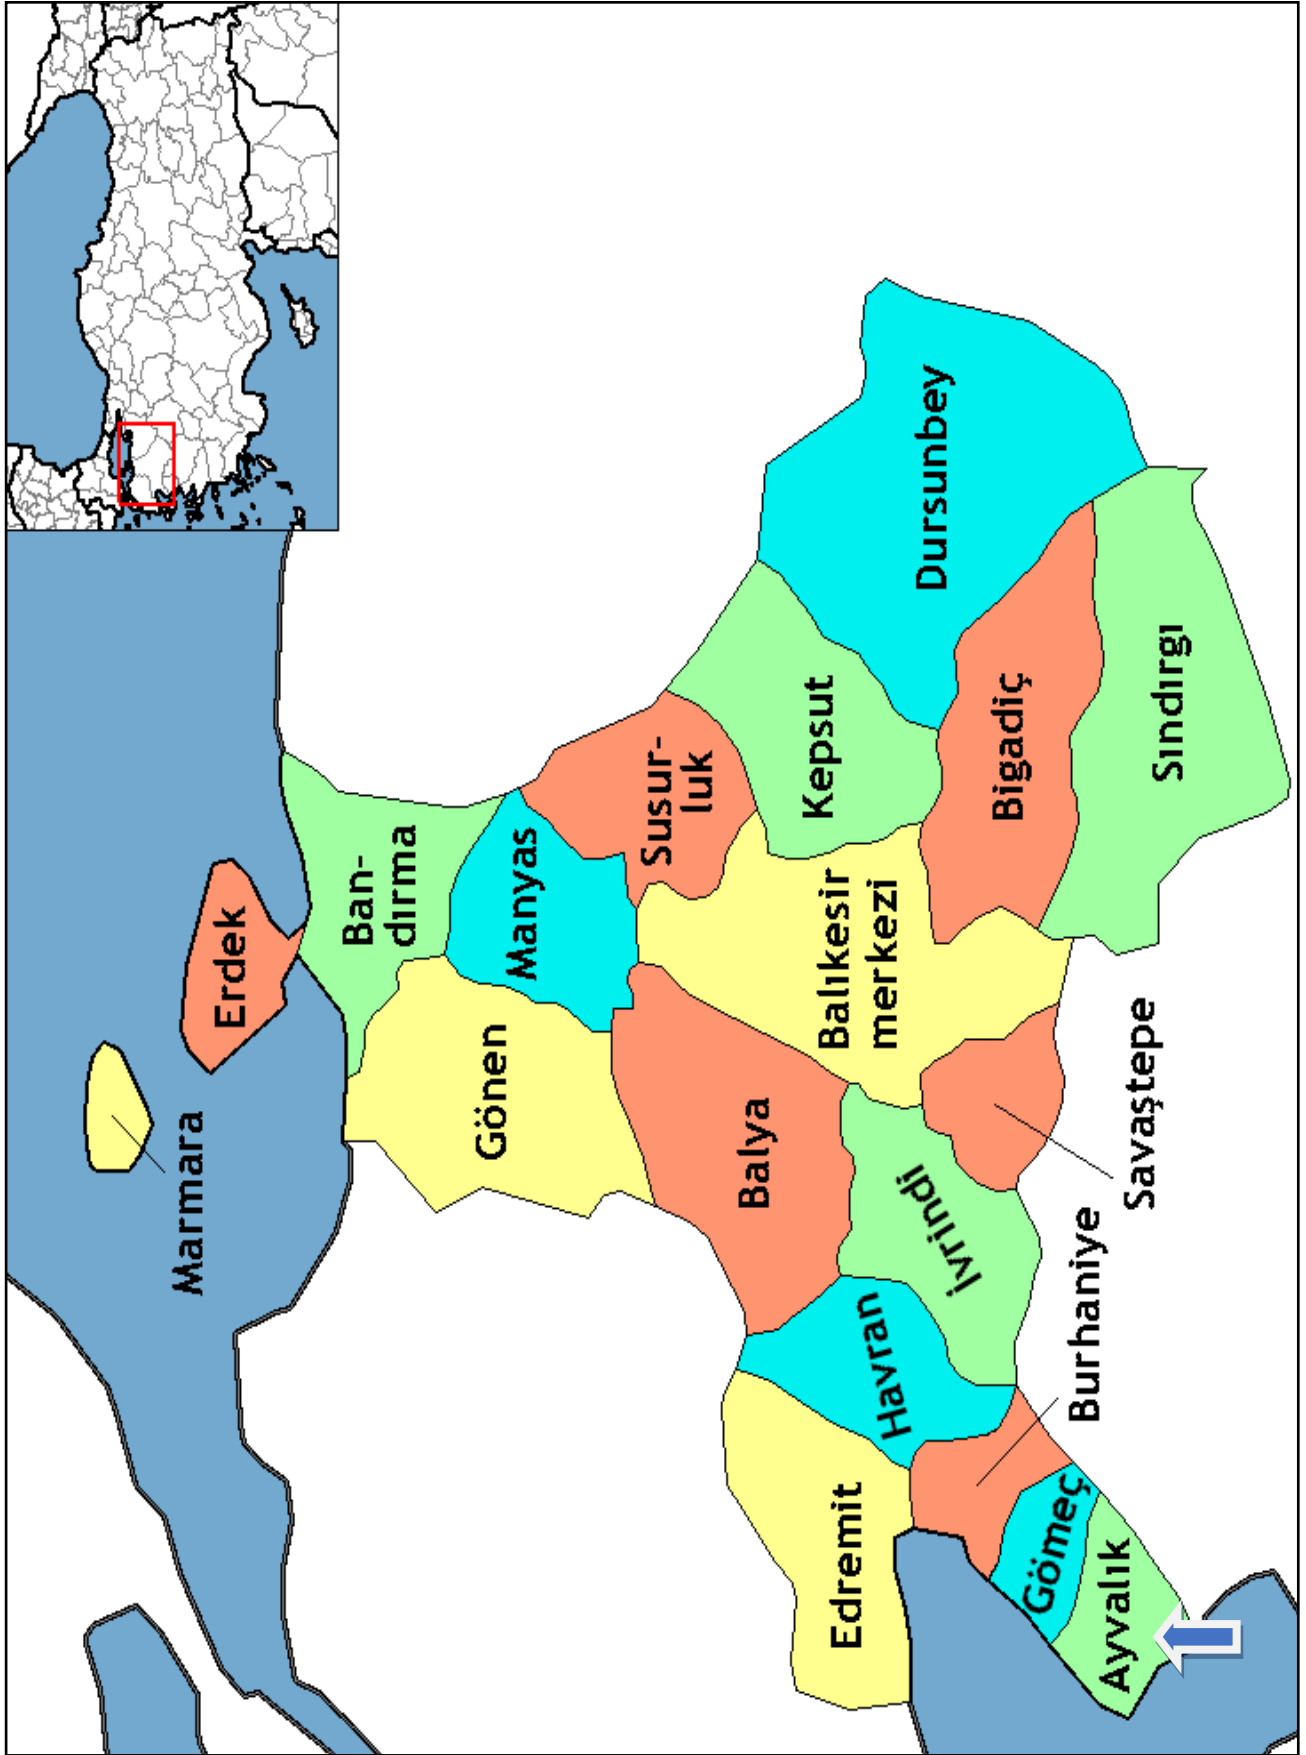 Marmara
Erdek
Ban-
dırma
Gönen
Manyas
Susur-
luk
Balya
Kepsut
Balıkesir
merkezi
Dursunbey
Edremit
Havran
İvrindi
Bigadiç
Gömeç
Burhaniye
Ayvalık
Savaştepe
Sındırgı